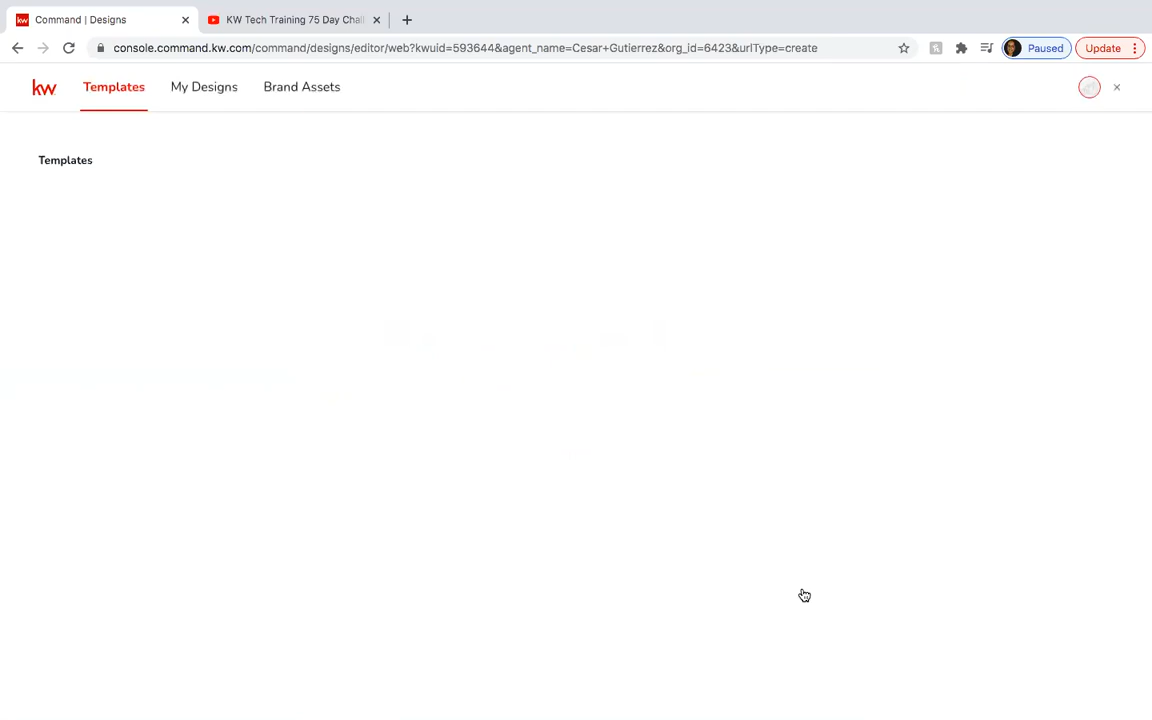 Command | Designs
KW Tech Training 75 Day Chal
console.command.kw.com/command/designs/editor/web?kwuid=593644&agent_name=Cesar+Gutierrez&org_id=6423&urlType=create
Paused
Update
kw
Templates
My Designs
Brand Assets
Templates